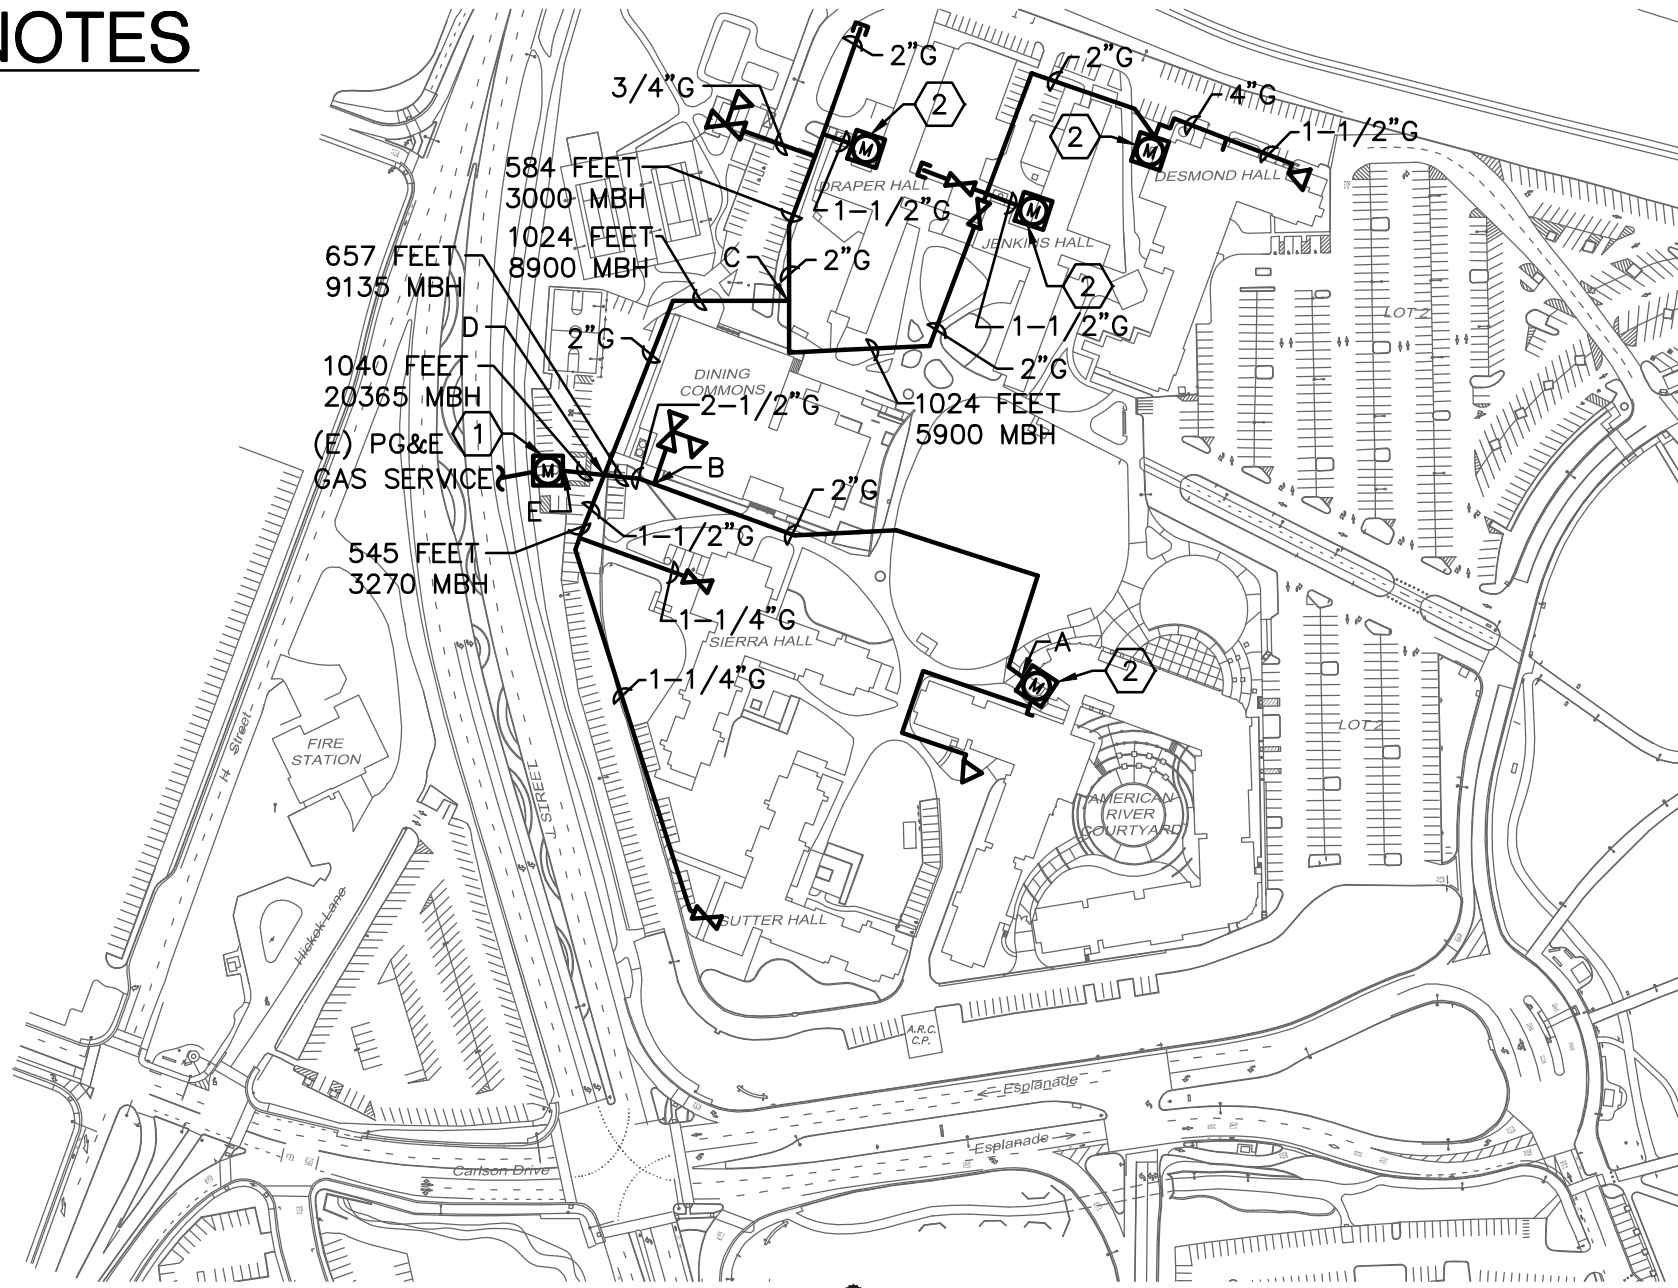 NOTES
2"G
3/4"G
2
2"G
4"G
2
1-1/2"G
M
M
584 FEET
3000 MBH
DRAPER HALL
DESMOND HALL
1-1/2"G
M
1024 FEET
8900 MBH
JENKINS HALL
657 FEET
9135 MBH
C
2"G
2
D
2"G
1-1/2"G
LOT 2
1040 FEET
20365 MBH
DINING
COMMONS
2"G
2-1/2"G
1024 FEET
5900 MBH
1
(E) PG&E
GAS SERVICE
M
B
2"G
E
1-1/2"G
545 FEET
3270 MBH
1-1/4"G
SIERRA HALL
A
2
M
1-1/4"G
H Street
FIRE
STATION
LOT 2
J STREET
AMERICAN
RIVER
COURTYARD
Hickok Lane
SUTTER HALL
A.R.C.
C.P.
Esplanade
Esplanade
Carlson Drive